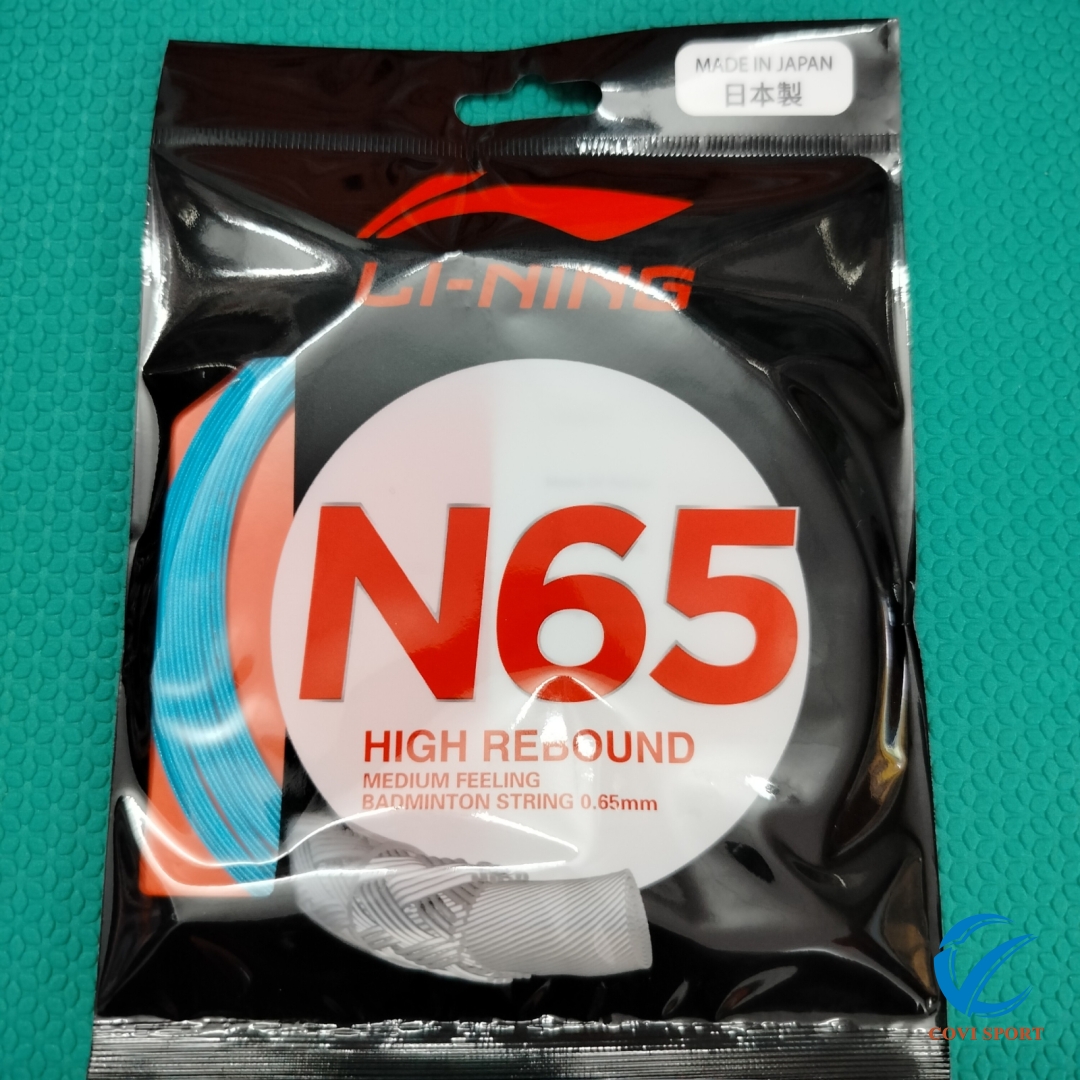 MADE IN JAPAN
日本製
LI-NING
N65
HIGH REBOUND
MEDIUM FEELING
BADMINTON STRING 0.65mm
COVI SPORT